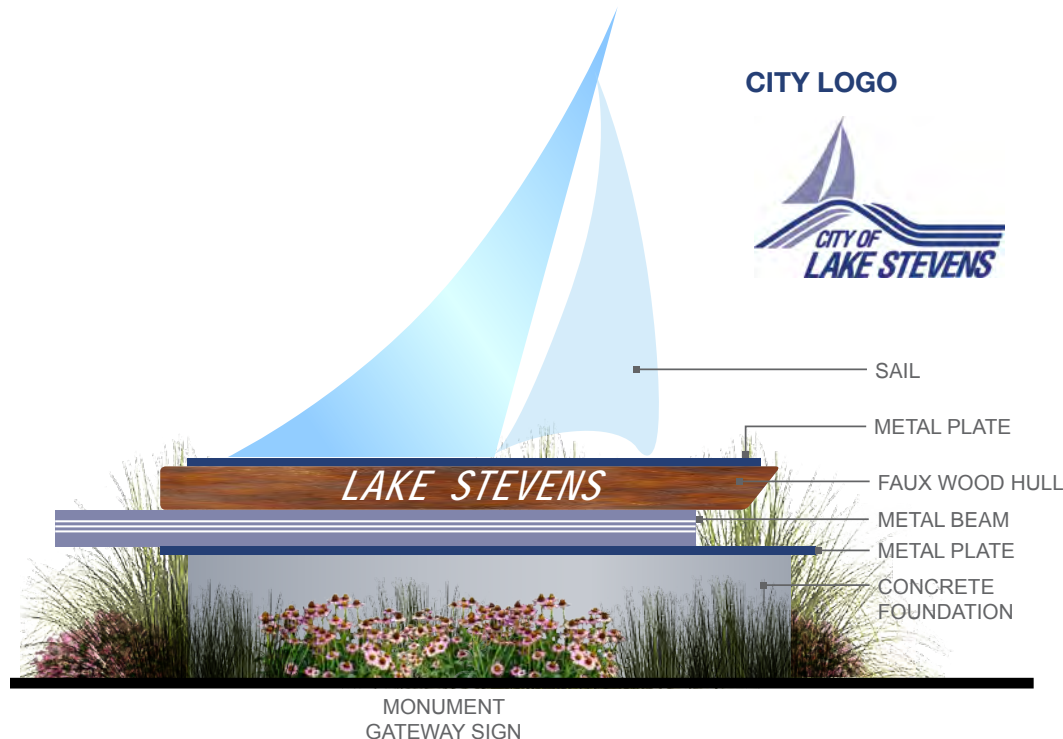 CITY LOGO
CITY OF
LAKE STEVENS
SAIL
METAL PLATE
LAKE STEVENS
FAUX WOOD HULL
METAL BEAM
METAL PLATE
CONCRETE
FOUNDATION
MONUMENT
GATEWAY SIGN